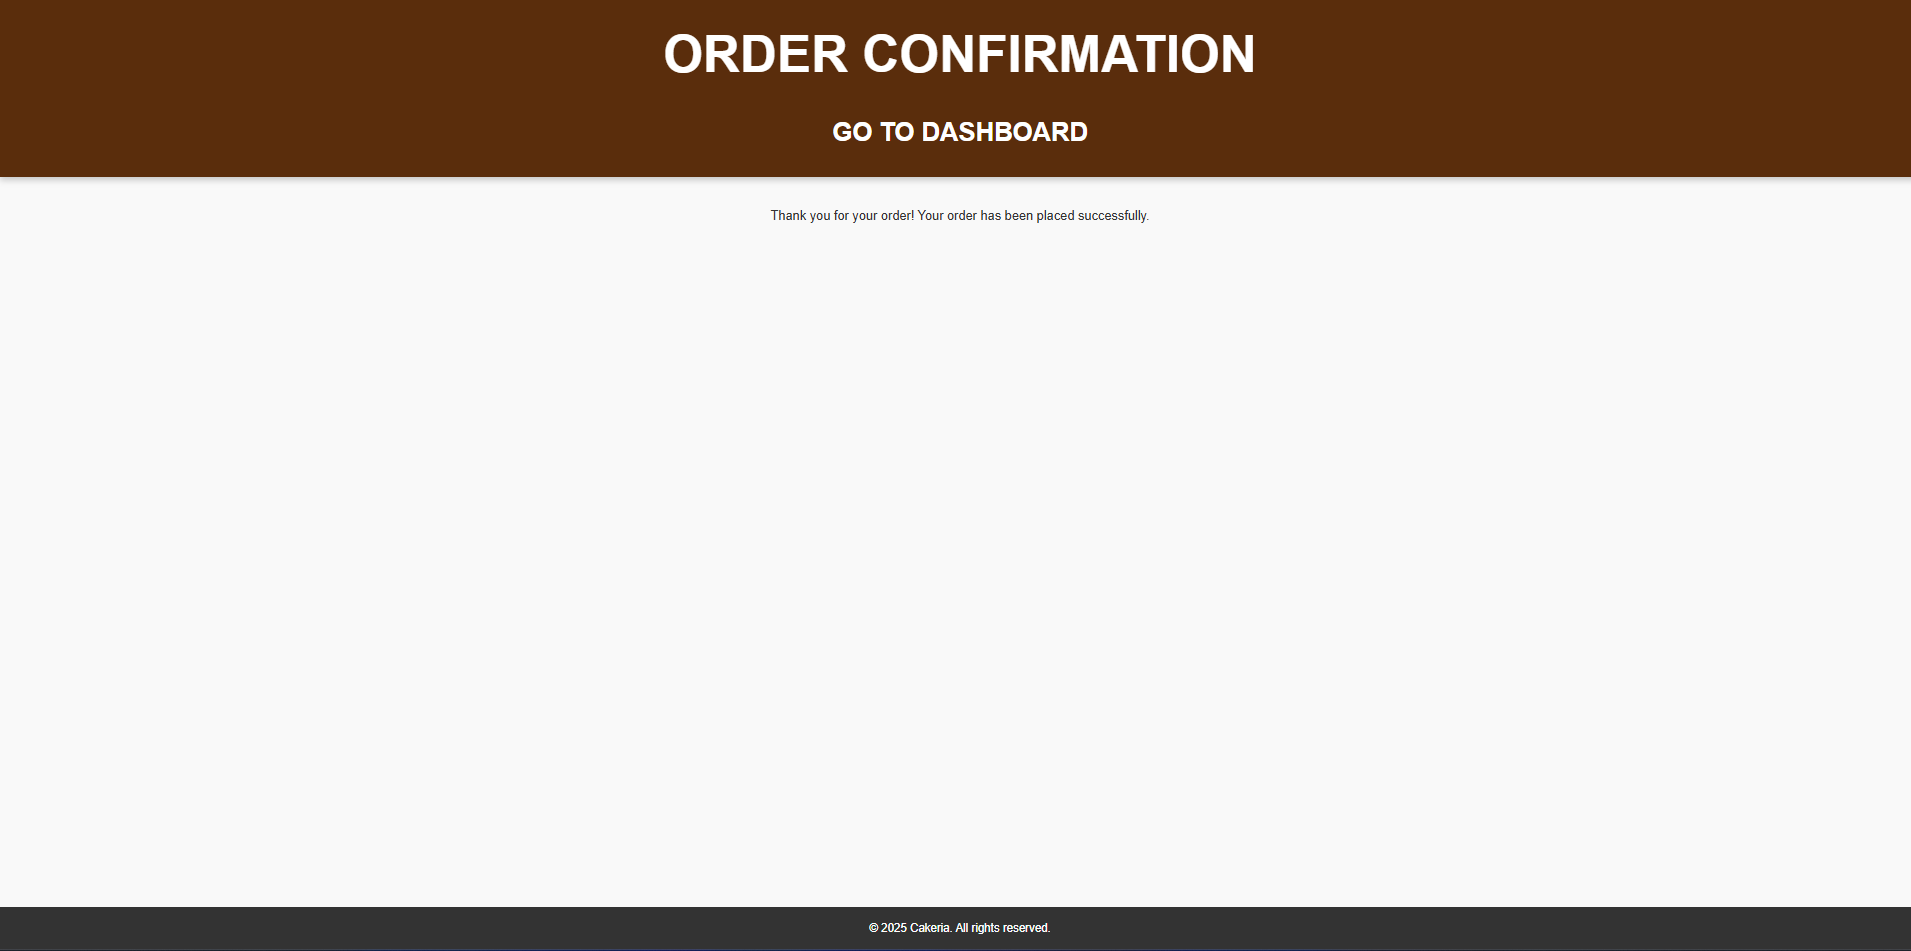 ORDER CONFIRMATION
GO TO DASHBOARD
Thank you for your order! Your order has been placed successfully.
© 2025 Cakeria. All rights reserved.